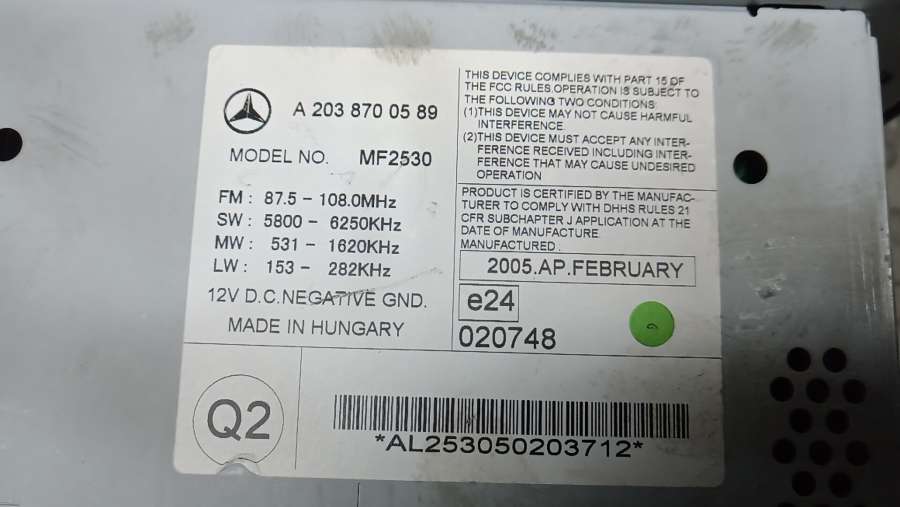 A 203 870 05 89
MODEL NO. MF2530
FM : 87.5 - 108.0MHz
SW : 5800 - 6250KHz
MW : 531 - 1620KHz
LW : 153 - 282KHz
12V D.C.NEGATIVE GND.
MADE IN HUNGARY
THIS DEVICE COMPLIES WITH PART 15 OF
THE FCC RULES.OPERATION IS SUBJECT TO
THE FOLLOWING TWO CONDITIONS:
(1)THIS DEVICE MAY NOT CAUSE HARMFUL
INTERFERENCE.
(2)THIS DEVICE MUST ACCEPT ANY INTER-
FERENCE RECEIVED INCLUDING INTER-
FERENCE THAT MAY CAUSE UNDESIRED
OPERATION
PRODUCT IS CERTIFIED BY THE MANUFAC-
TURER TO COMPLY WITH DHHS RULES 21
CFR SUBCHAPTER J APPLICATION AT THE
DATE OF MANUFACTURE
MANUFACTURED :
2005.AP.FEBRUARY
e24
020748
Q2
*AL253050203712*